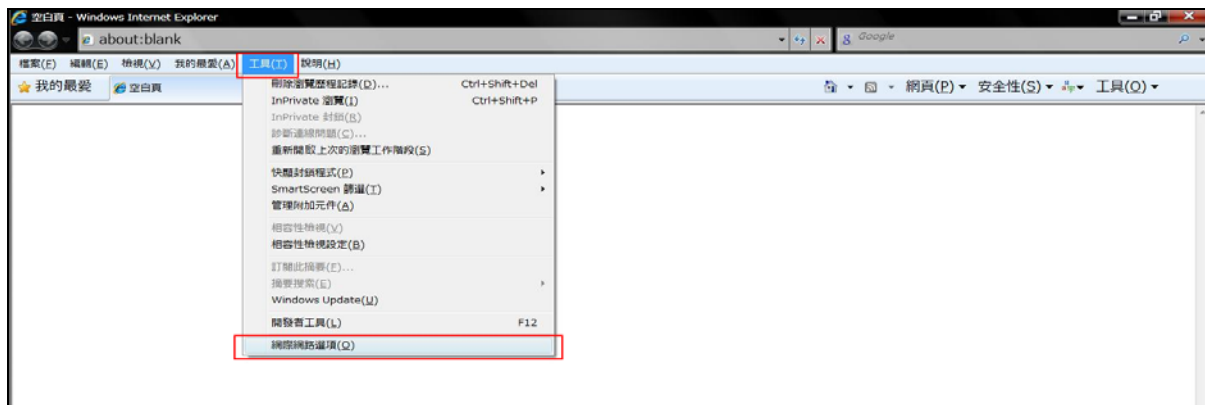 空白頁 - Windows Internet Explorer
about:blank
Google
檔案(F) 編輯(E) 檢視(V) 我的最愛(A) 工具(T) 說明(H)
我的最愛 空白頁
網頁(P) 安全性(S) 工具(O)
刪除瀏覽歷程記錄(D)... Ctrl+Shift+Del
InPrivate 瀏覽(I) Ctrl+Shift+P
InPrivate 封鎖(R)
診斷連線問題(C)...
重新開啟上次的瀏覽工作階段(S)
快顯封鎖程式(P)
SmartScreen 篩選(T)
管理附加元件(A)
相容性檢視(V)
相容性檢視設定(B)
訂閱此摘要(F)...
摘要搜索(E)
Windows Update(U)
開發者工具(L) F12
網際網路選項(O)